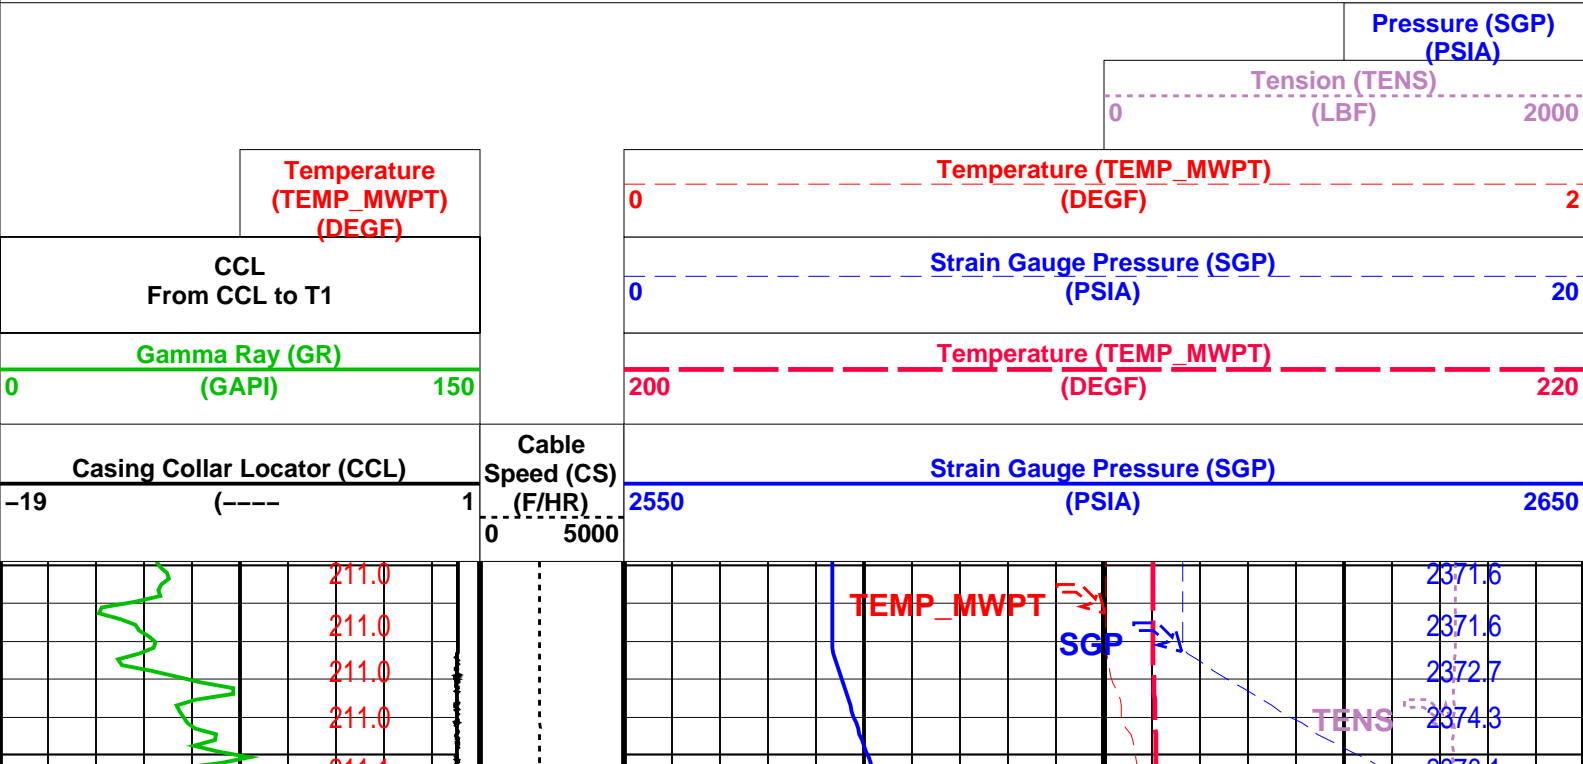 Pressure (SGP)
(PSIA)
Tension (TENS)
0 (LBF) 2000
Temperature
(TEMP_MWPT)
(DEGF)
Temperature (TEMP_MWPT)
0 (DEGF) 2
CCL
From CCL to T1
Strain Gauge Pressure (SGP)
0 (PSIA) 20
Gamma Ray (GR)
0 (GAPI) 150
Temperature (TEMP_MWPT)
200 (DEGF) 220
Casing Collar Locator (CCL)
−19 (−−−− 1
Cable
Speed (CS)
(F/HR)
0 5000
Strain Gauge Pressure (SGP)
2550 (PSIA) 2650
211.0 2371.6
TEMP_MWPT
211.0 2371.6
SGP
211.0 2372.7
211.0 TENS 2374.3